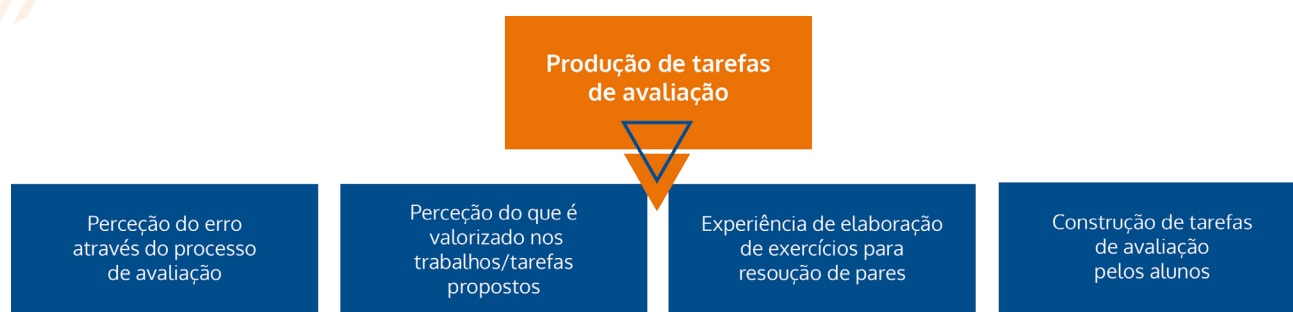 Produção de tarefas
de avaliação
Perceção do erro
através do processo
de avaliação
Perceção do que é
valorizado nos
trabalhos/tarefas
propostos
Experiência de elaboração
de exercícios para
resoução de pares
Construção de tarefas
de avaliação
pelos alunos